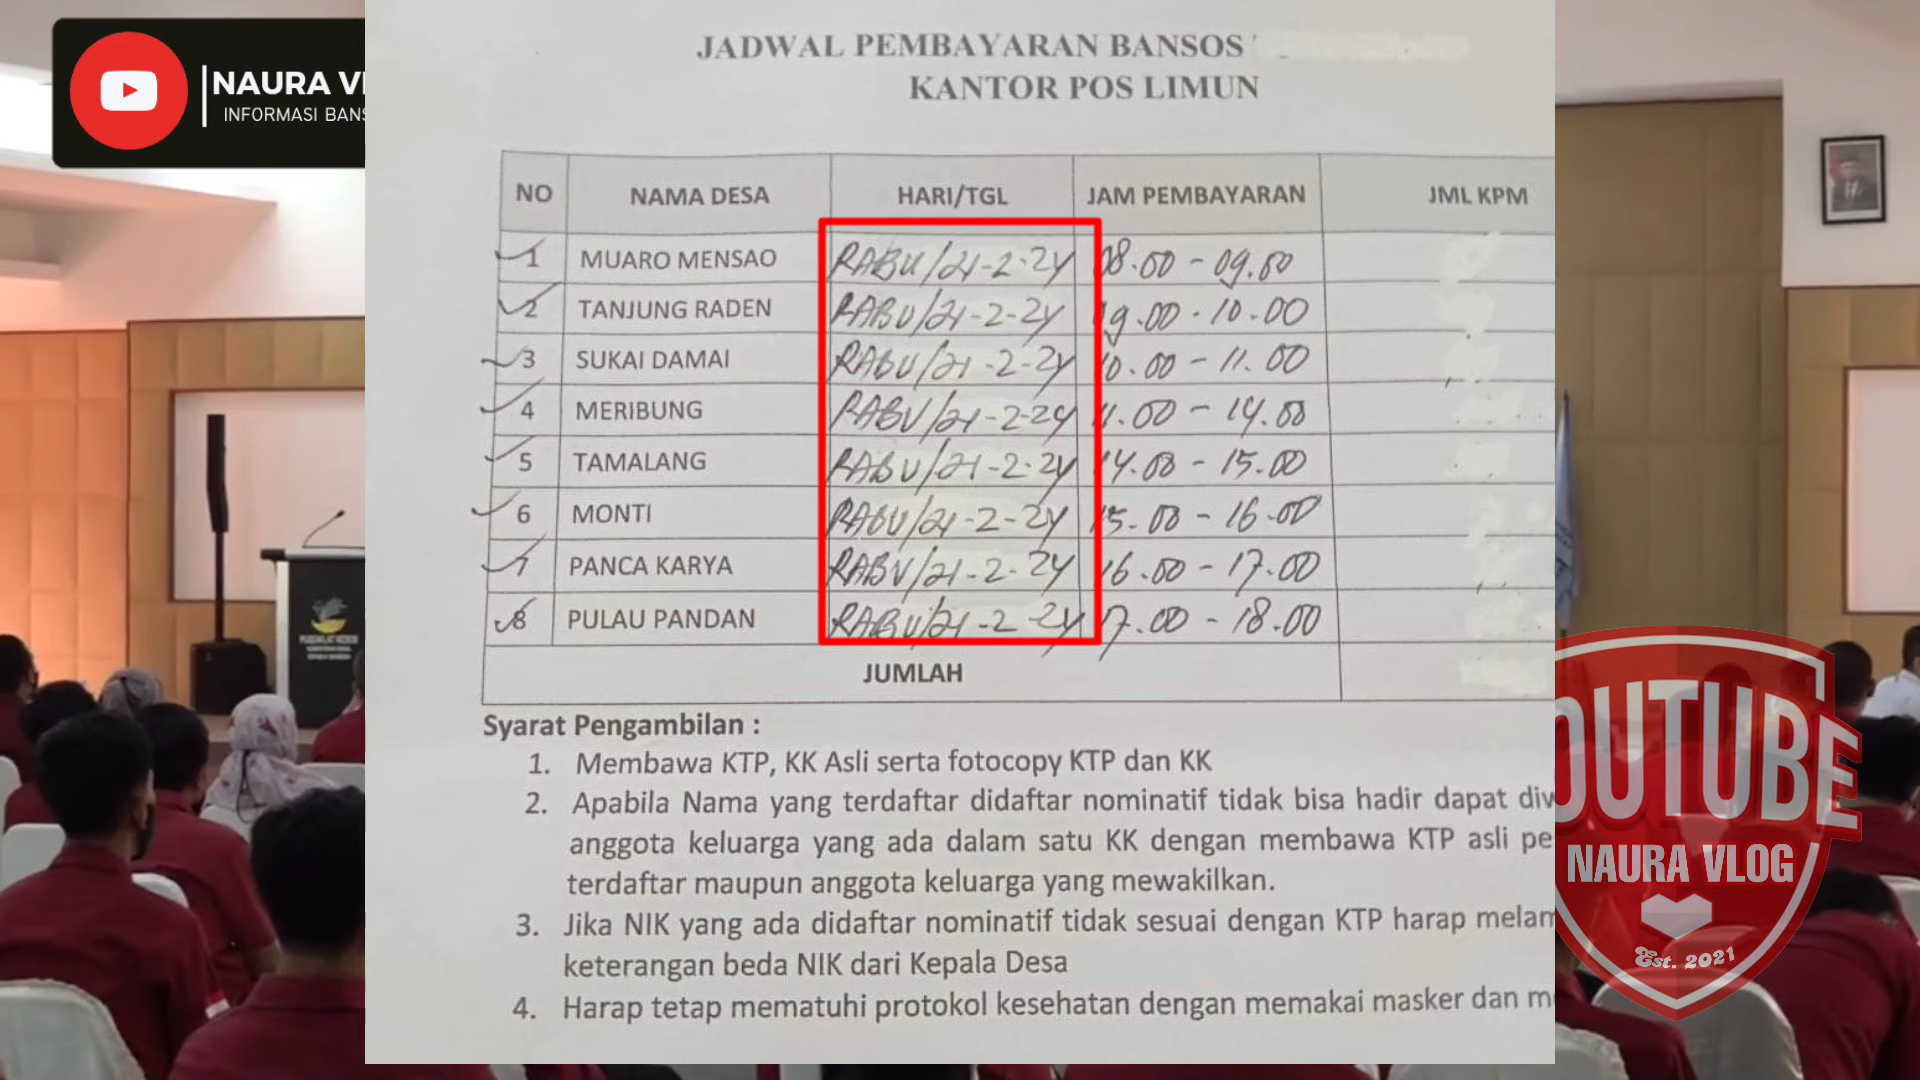 NAURA
INFORMASI
JADWAL PEMBAYARAN BANSOS
KANTOR POS LIMUN
NO NAMA DESA HARI/TGL JAM PEMBAYARAN JML KPM
1 MUARO MENSAO RABU/21-2-24 08.00 - 09.00
2 TANJUNG RADEN RABU/21-2-24 09.00 - 10.00
3 SUKAI DAMAI RABU/21-2-24 10.00 - 11.00
4 MERIBUNG RABU/21-2-24 11.00 - 14.00
5 TAMALANG RABU/21-2-24 14.00 - 15.00
6 MONTI RABU/21-2-24 15.00 - 16.00
7 PANCA KARYA RABU/21-2-24 16.00 - 17.00
8 PULAU PANDAN RABU/21-2-24 17.00 - 18.00
JUMLAH
Syarat Pengambilan :
1. Membawa KTP, KK Asli serta fotocopy KTP dan KK
2. Apabila Nama yang terdaftar didaftar nominatif tidak bisa hadir dapat
anggota keluarga yang ada dalam satu KK dengan membawa KTP asli
terdaftar maupun anggota keluarga yang mewakilkan.
3. Jika NIK yang ada didaftar nominatif tidak sesuai dengan KTP harap
keterangan beda NIK dari Kepala Desa
4. Harap tetap mematuhi protokol kesehatan dengan memakai masker dan
OUTUBE
NAURA VLOG
Est. 2021